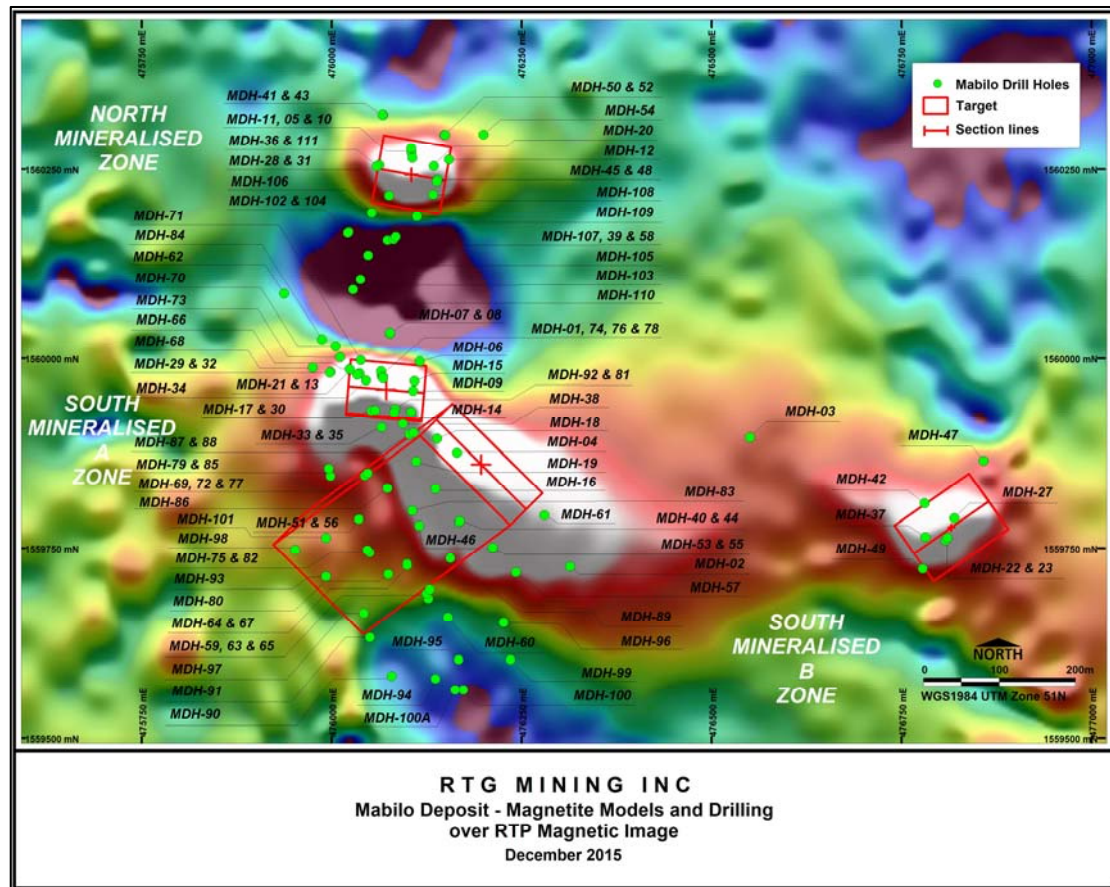 475750 mE
476000 mE
476250 mE
476500 mE
476750 mE
477000 mE
NORTH
MINERALISED
ZONE
MDH-41 & 43
MDH-11, 05 & 10
MDH-36 & 111
MDH-28 & 31
MDH-106
MDH-102 & 104
MDH-71
MDH-84
MDH-62
MDH-70
MDH-73
MDH-66
MDH-68
MDH-29 & 32
MDH-34
MDH-50 & 52
MDH-54
MDH-20
MDH-12
MDH-45 & 48
MDH-108
MDH-109
MDH-107, 39 & 58
MDH-105
MDH-103
MDH-110
Mabilo Drill Holes
Target
Section lines
1560250 mN
1560250 mN
MDH-07 & 08
MDH-01, 74, 76 & 78
1560000 mN
1560000 mN
MDH-06
MDH-15
MDH-09
MDH-92 & 81
MDH-21 & 13
MDH-17 & 30
MDH-33 & 35
MDH-14
MDH-38
MDH-18
MDH-04
MDH-19
MDH-16
MDH-03
MDH-47
SOUTH
MINERALISED
A
ZONE
MDH-87 & 88
MDH-79 & 85
MDH-69, 72 & 77
MDH-86
MDH-101
MDH-51 & 56
MDH-98
MDH-75 & 82
MDH-93
MDH-80
MDH-64 & 67
MDH-59, 63 & 65
MDH-97
MDH-91
MDH-90
MDH-46
MDH-61
MDH-83
MDH-40 & 44
MDH-53 & 55
MDH-02
MDH-57
MDH-42
MDH-37
MDH-49
MDH-27
MDH-22 & 23
1559750 mN
1559750 mN
MDH-95
MDH-60
MDH-89
MDH-96
MDH-99
MDH-100
MDH-94
MDH-100A
SOUTH
MINERALISED
B
ZONE
NORTH
0 100 200m
WGS1984 UTM Zone 51N
1559500 mN
1559500 mN
475750 mE
476000 mE
476250 mE
476500 mE
476750 mE
477000 mE
RTG MINING INC
Mabilo Deposit - Magnetite Models and Drilling
over RTP Magnetic Image
December 2015